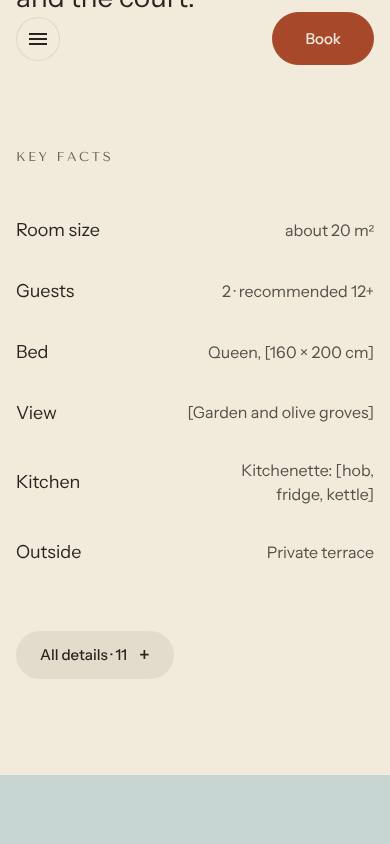 and the court.
Book
KEY FACTS
Room size
about 20 m²
Guests
2 · recommended 12+
Bed
Queen, [160 × 200 cm]
View
[Garden and olive groves]
Kitchen
Kitchenette: [hob,
fridge, kettle]
Outside
Private terrace
All details · 11 +